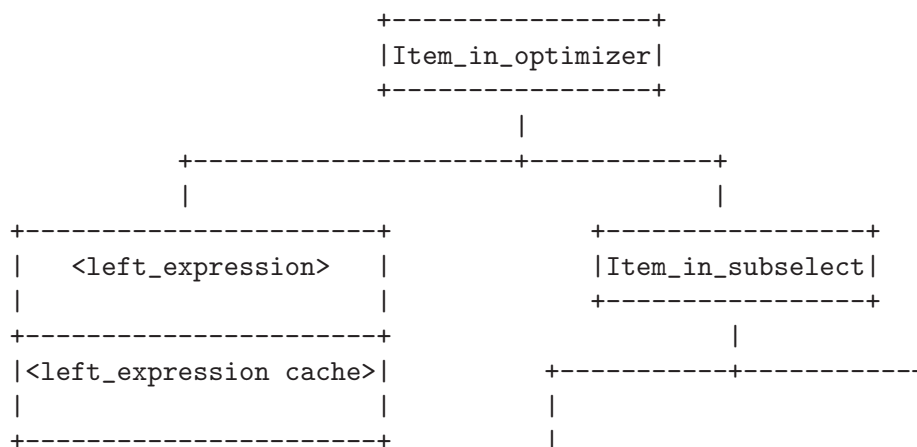 +-----------------+
|Item_in_optimizer|
+-----------------+
|
+---------------------+------------+
| |
+-----------------------+ +-----------------+
| <left_expression> | |Item_in_subselect|
| | +-----------------+
+-----------------------+ |
|<left_expression cache>| +-----------+------------
| | |
+-----------------------+ |